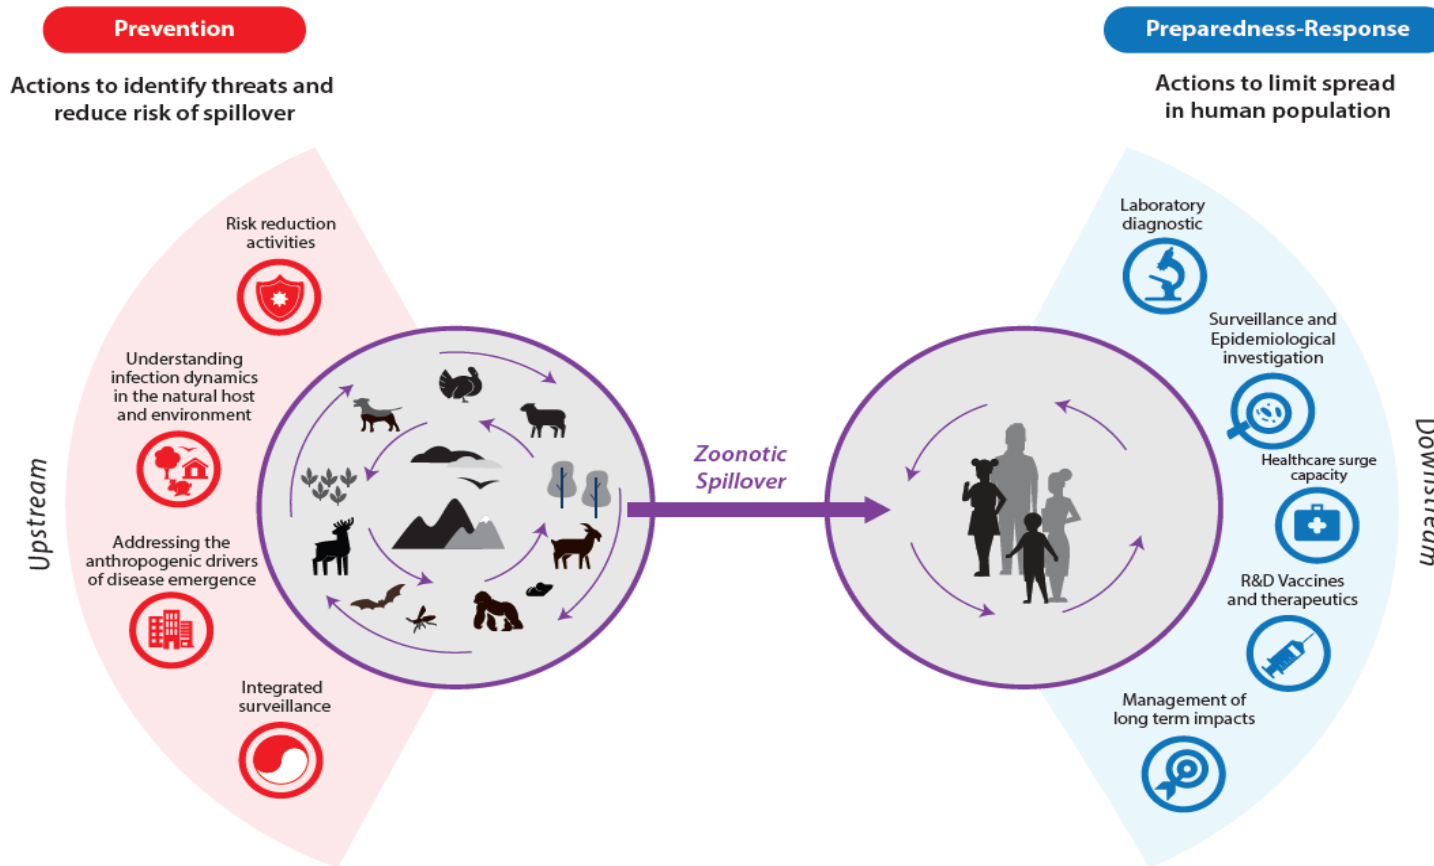 Prevention
Actions to identify threats and
reduce risk of spillover
Upstream
Risk reduction
activities
Understanding
infection dynamics
in the natural host
and environment
Addressing the
anthropogenic drivers
of disease emergence
Integrated
surveillance
Zoonotic
Spillover
Preparedness-Response
Actions to limit spread
in human population
Laboratory
diagnostic
Surveillance and
Epidemiological
investigation
Healthcare surge
capacity
R&D Vaccines
and therapeutics
Management of
long term impacts
Downstream